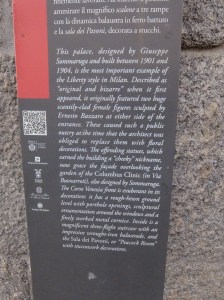 ammirare il magnifico scalone a tre rampe
con la dinamica balaustra in ferro battuto
e la sala dei Pavoni, decorata a stucchi.
This palace, designed by Giuseppe
Sommaruga and built between 1901 and
1904, is the most important example of
the Liberty style in Milan. Described as
"original and bizarre" when it first
appeared, it originally featured two huge
scantily-clad female figures sculpted by
Ernesto Bazzaro at either side of the
entrance. These caused such a public
outcry at the time that the architect was
obliged to replace them with floral
decorations. The offending statues, which
earned the building a "cheeky" nickname,
now grace the façade overlooking the
garden of the Columbus Clinic (in Via
Buonarroti), also designed by Sommaruga.
The Corso Venezia front is exuberant in its
decoration: it has a rough-hewn ground
level with porthole openings, sculptural
ornamentation around the windows and a
finely worked metal cornice. Inside is a
magnificent three-flight staircase with an
impressive wrought-iron balustrade, and
the Sala dei Pavoni, or "Peacock Room"
with stuccowork decorations.